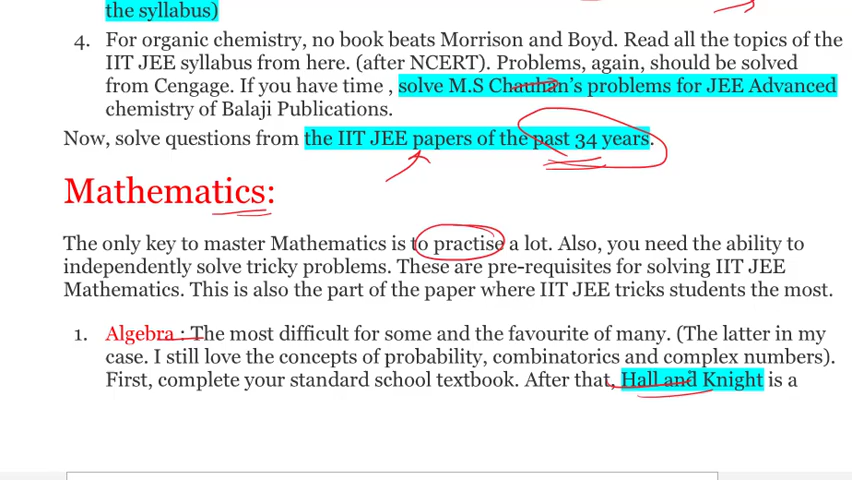 the syllabus)
4. For organic chemistry, no book beats Morrison and Boyd. Read all the topics of the
IIT JEE syllabus from here. (after NCERT). Problems, again, should be solved
from Cengage. If you have time , solve M.S Chauhan's problems for JEE Advanced
chemistry of Balaji Publications.
Now, solve questions from the IIT JEE papers of the past 34 years.
Mathematics:
The only key to master Mathematics is to practise a lot. Also, you need the ability to
independently solve tricky problems. These are pre-requisites for solving IIT JEE
Mathematics. This is also the part of the paper where IIT JEE tricks students the most.
1. Algebra : The most difficult for some and the favourite of many. (The latter in my
case. I still love the concepts of probability, combinatorics and complex numbers).
First, complete your standard school textbook. After that, Hall and Knight is a